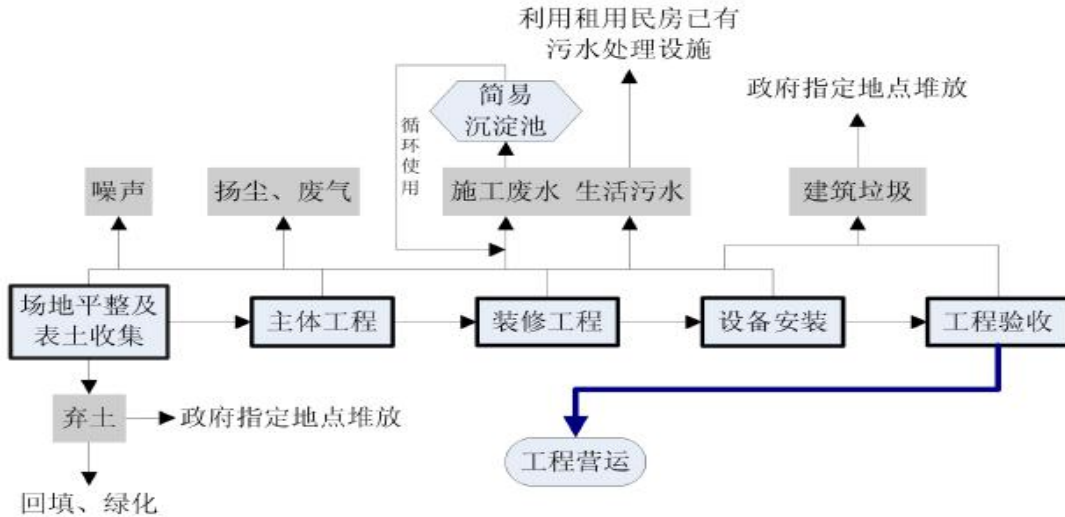 利用租用民房已有
污水处理设施
简易
沉淀池
政府指定地点堆放
循环使用
噪声
扬尘、废气
施工废水 生活污水
建筑垃圾
场地平整及
表土收集
主体工程
装修工程
设备安装
工程验收
弃土
政府指定地点堆放
工程营运
回填、绿化